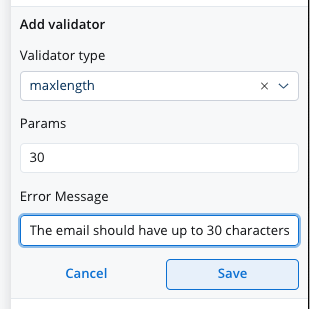 Add validator
Validator type
maxlength
Params
30
Error Message
The email should have up to 30 characters
Cancel Save